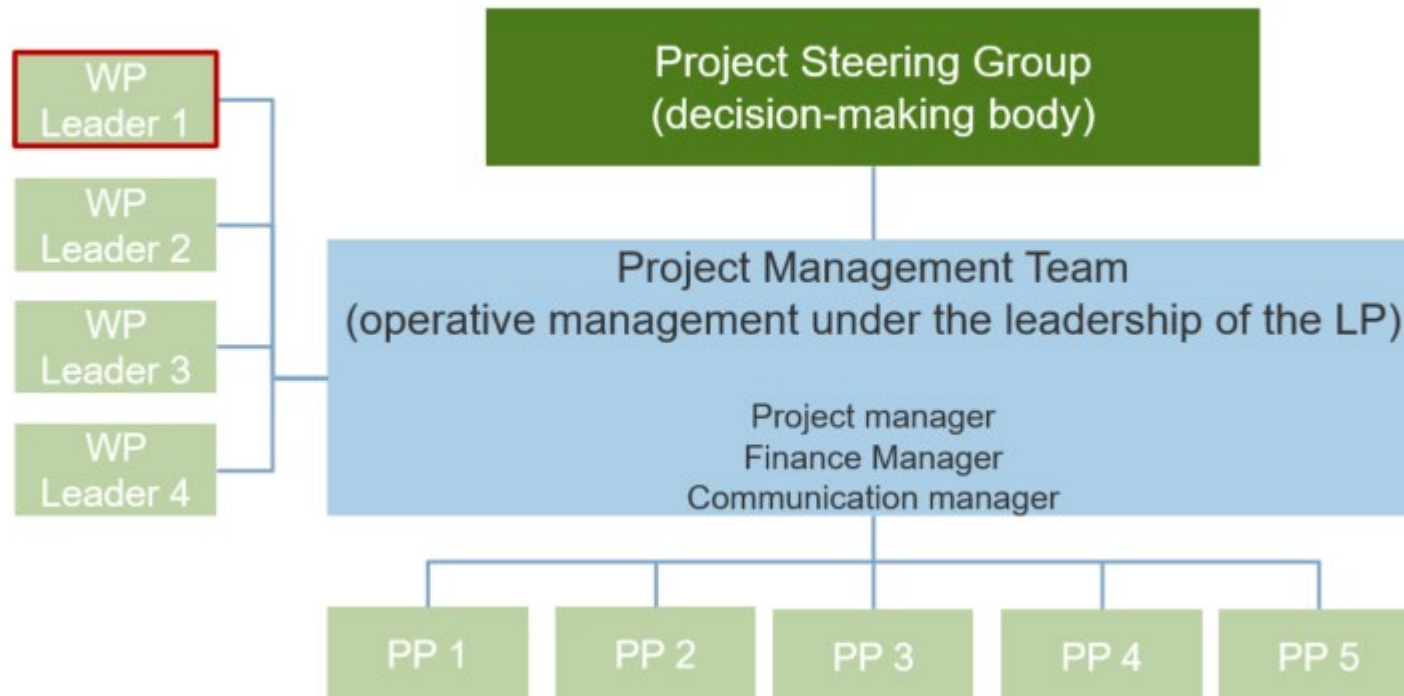 WP
Leader 1
WP
Leader 2
WP
Leader 3
WP
Leader 4
Project Steering Group
(decision-making body)
Project Management Team
(operative management under the leadership of the LP)
Project manager
Finance Manager
Communication manager
PP 1
PP 2
PP 3
PP 4
PP 5